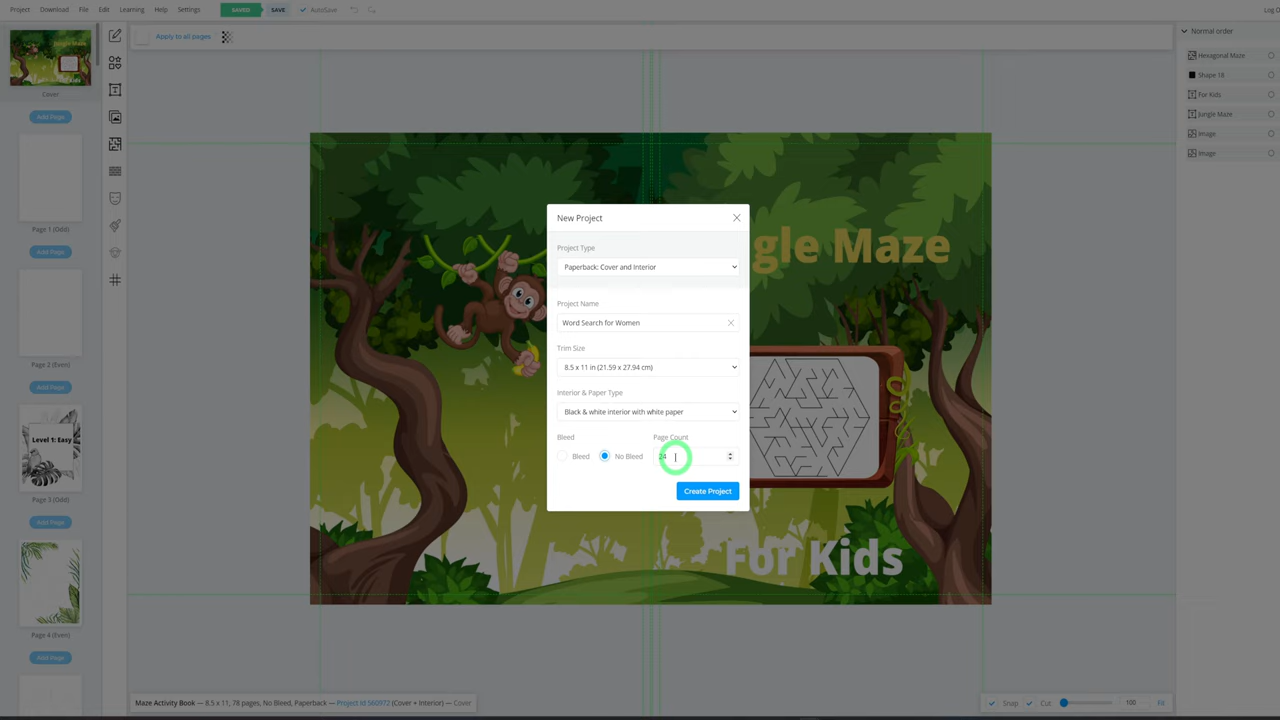 Project Download File Edit Learning Help Settings SAVED SAVE AutoSave
Apply to all pages
Normal order
Hexagonal Maze
Shape 18
For Kids
Jungle Maze
Image
Image
Jungle Maze
For Kids
Cover
Add Page
Page 1 (Odd)
Add Page
Page 2 (Even)
Add Page
Level 1: Easy
Page 3 (Odd)
Add Page
Page 4 (Even)
Add Page
gle Maze
For Kids
New Project
Project Type
Paperback: Cover and Interior
Project Name
Word Search for Women
Trim Size
8.5 x 11 in (21.59 x 27.94 cm)
Interior & Paper Type
Black & white interior with white paper
Bleed Page Count
Bleed No Bleed 24
Create Project
Maze Activity Book — 8.5 x 11, 78 pages, No Bleed, Paperback — Project Id 560972 (Cover + Interior) — Cover
Snap Cut 100 Fit